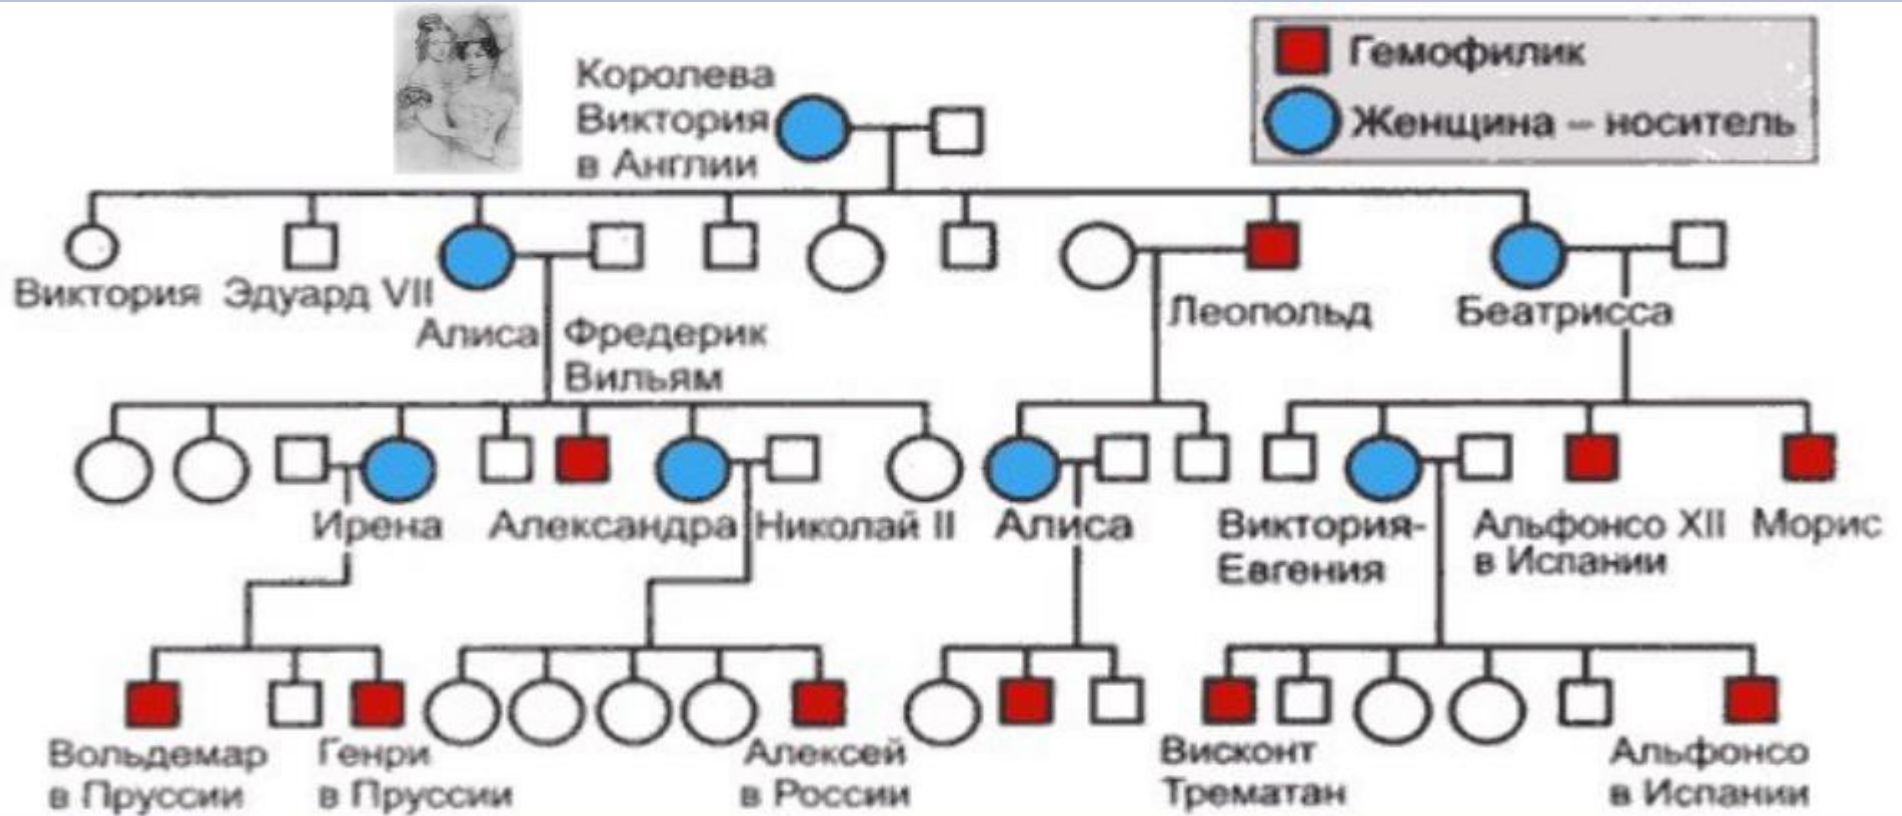 Королева
Виктория
в Англии
Гемофилик
Женщина – носитель
Виктория
Эдуард VII
Алиса
Фредерик
Вильям
Леопольд
Беатрисса
Ирена
Александра
Николай II
Алиса
Виктория-
Евгения
Альфонсо XII
в Испании
Морис
Вольдемар
в Пруссии
Генри
в Пруссии
Алексей
в России
Висконт
Трематан
Альфонсо
в Испании